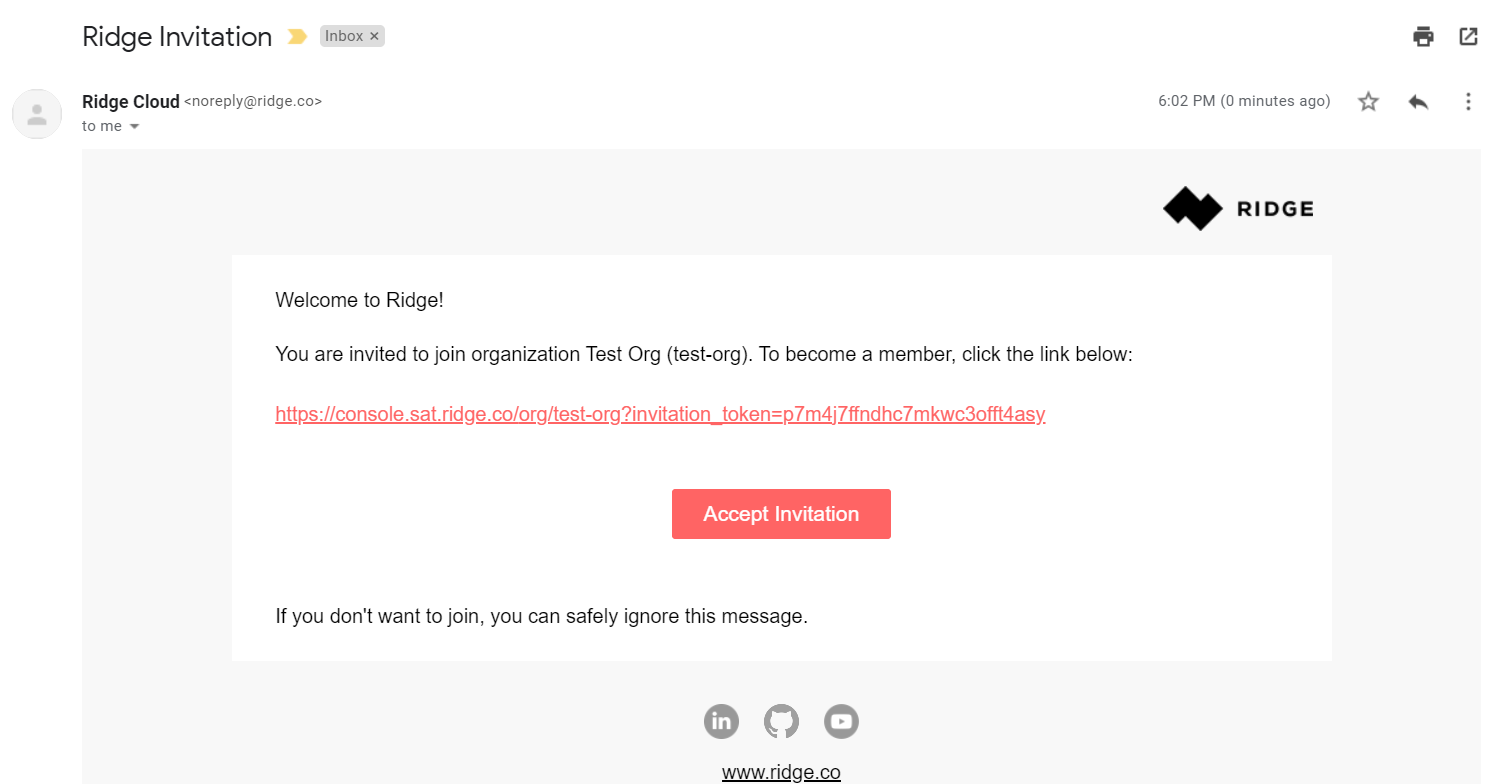 Ridge Invitation Inbox ×
Ridge Cloud <noreply@ridge.co> 6:02 PM (0 minutes ago)
to me
RIDGE
Welcome to Ridge!
You are invited to join organization Test Org (test-org). To become a member, click the link below:
https://console.sat.ridge.co/org/test-org?invitation_token=p7m4j7ffndhc7mkwc3offt4asy
Accept Invitation
If you don't want to join, you can safely ignore this message.
in
www.ridge.co